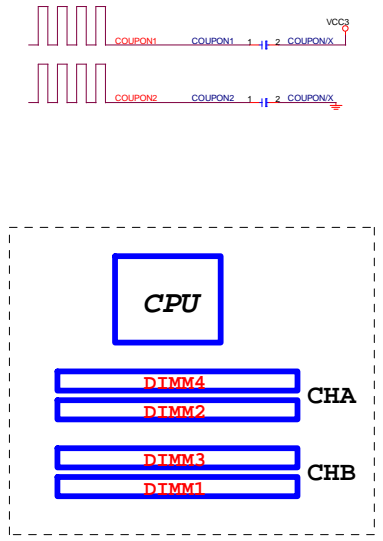 VCC3
COUPON1 COUPON1 1 2 COUPON/X
COUPON2 COUPON2 1 2 COUPON/X
CPU
DIMM4
CHA
DIMM2
DIMM3
CHB
DIMM1